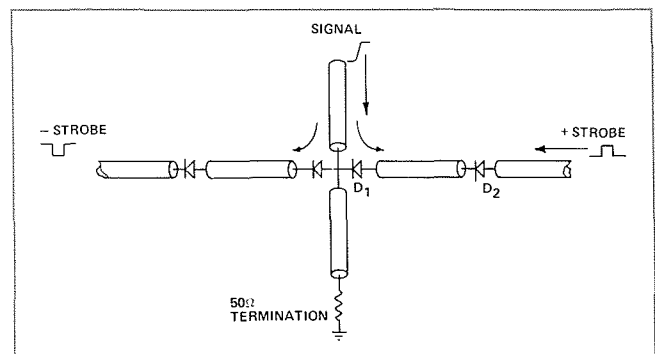 SIGNAL
− STROBE
+ STROBE
D1
D2
50Ω
TERMINATION